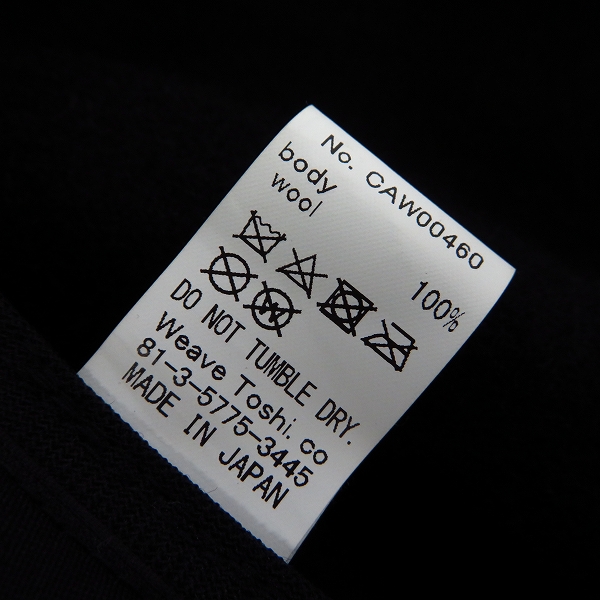 No. CAW00460
body
wool 100%
W
DO NOT TUMBLE DRY.
Weave Toshi. co
81-3-5775-3445
MADE IN JAPAN